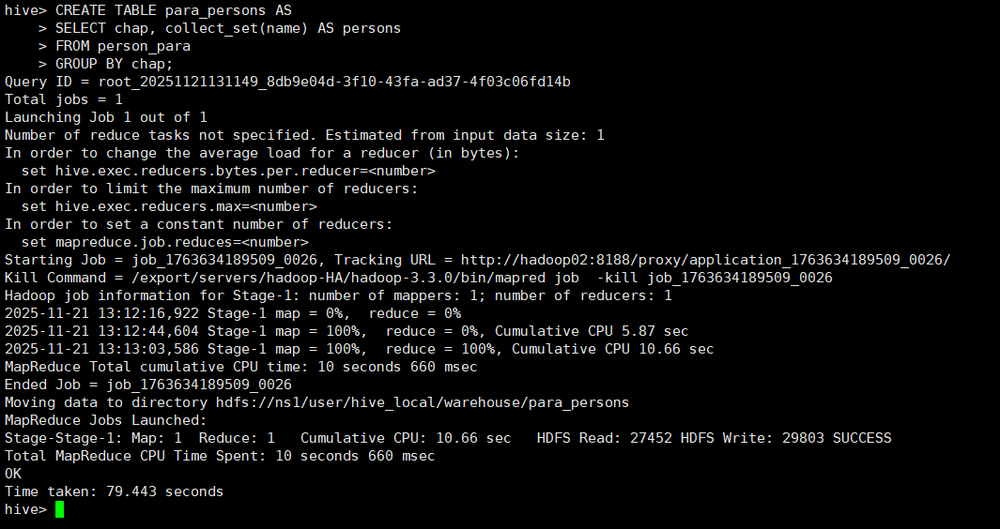 hive> CREATE TABLE para_persons AS
    > SELECT chap, collect_set(name) AS persons
    > FROM person_para
    > GROUP BY chap;
Query ID = root_20251121131149_8db9e04d-3f10-43fa-ad37-4f03c06fd14b
Total jobs = 1
Launching Job 1 out of 1
Number of reduce tasks not specified. Estimated from input data size: 1
In order to change the average load for a reducer (in bytes):
  set hive.exec.reducers.bytes.per.reducer=<number>
In order to limit the maximum number of reducers:
  set hive.exec.reducers.max=<number>
In order to set a constant number of reducers:
  set mapreduce.job.reduces=<number>
Starting Job = job_1763634189509_0026, Tracking URL = http://hadoop02:8188/proxy/application_1763634189509_0026/
Kill Command = /export/servers/hadoop-HA/hadoop-3.3.0/bin/mapred job  -kill job_1763634189509_0026
Hadoop job information for Stage-1: number of mappers: 1; number of reducers: 1
2025-11-21 13:12:16,922 Stage-1 map = 0%,  reduce = 0%
2025-11-21 13:12:44,604 Stage-1 map = 100%,  reduce = 0%, Cumulative CPU 5.87 sec
2025-11-21 13:13:03,586 Stage-1 map = 100%,  reduce = 100%, Cumulative CPU 10.66 sec
MapReduce Total cumulative CPU time: 10 seconds 660 msec
Ended Job = job_1763634189509_0026
Moving data to directory hdfs://ns1/user/hive_local/warehouse/para_persons
MapReduce Jobs Launched:
Stage-Stage-1: Map: 1  Reduce: 1   Cumulative CPU: 10.66 sec   HDFS Read: 27452 HDFS Write: 29803 SUCCESS
Total MapReduce CPU Time Spent: 10 seconds 660 msec
OK
Time taken: 79.443 seconds
hive>